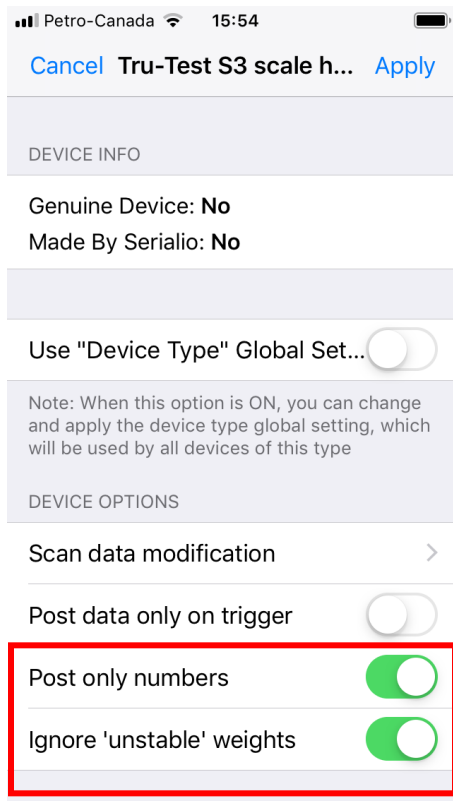 Petro-Canada 15:54
Cancel Tru-Test S3 scale h... Apply
DEVICE INFO
Genuine Device: No
Made By Serialio: No
Use "Device Type" Global Set...
Note: When this option is ON, you can change
and apply the device type global setting, which
will be used by all devices of this type
DEVICE OPTIONS
Scan data modification
Post data only on trigger
Post only numbers
Ignore 'unstable' weights